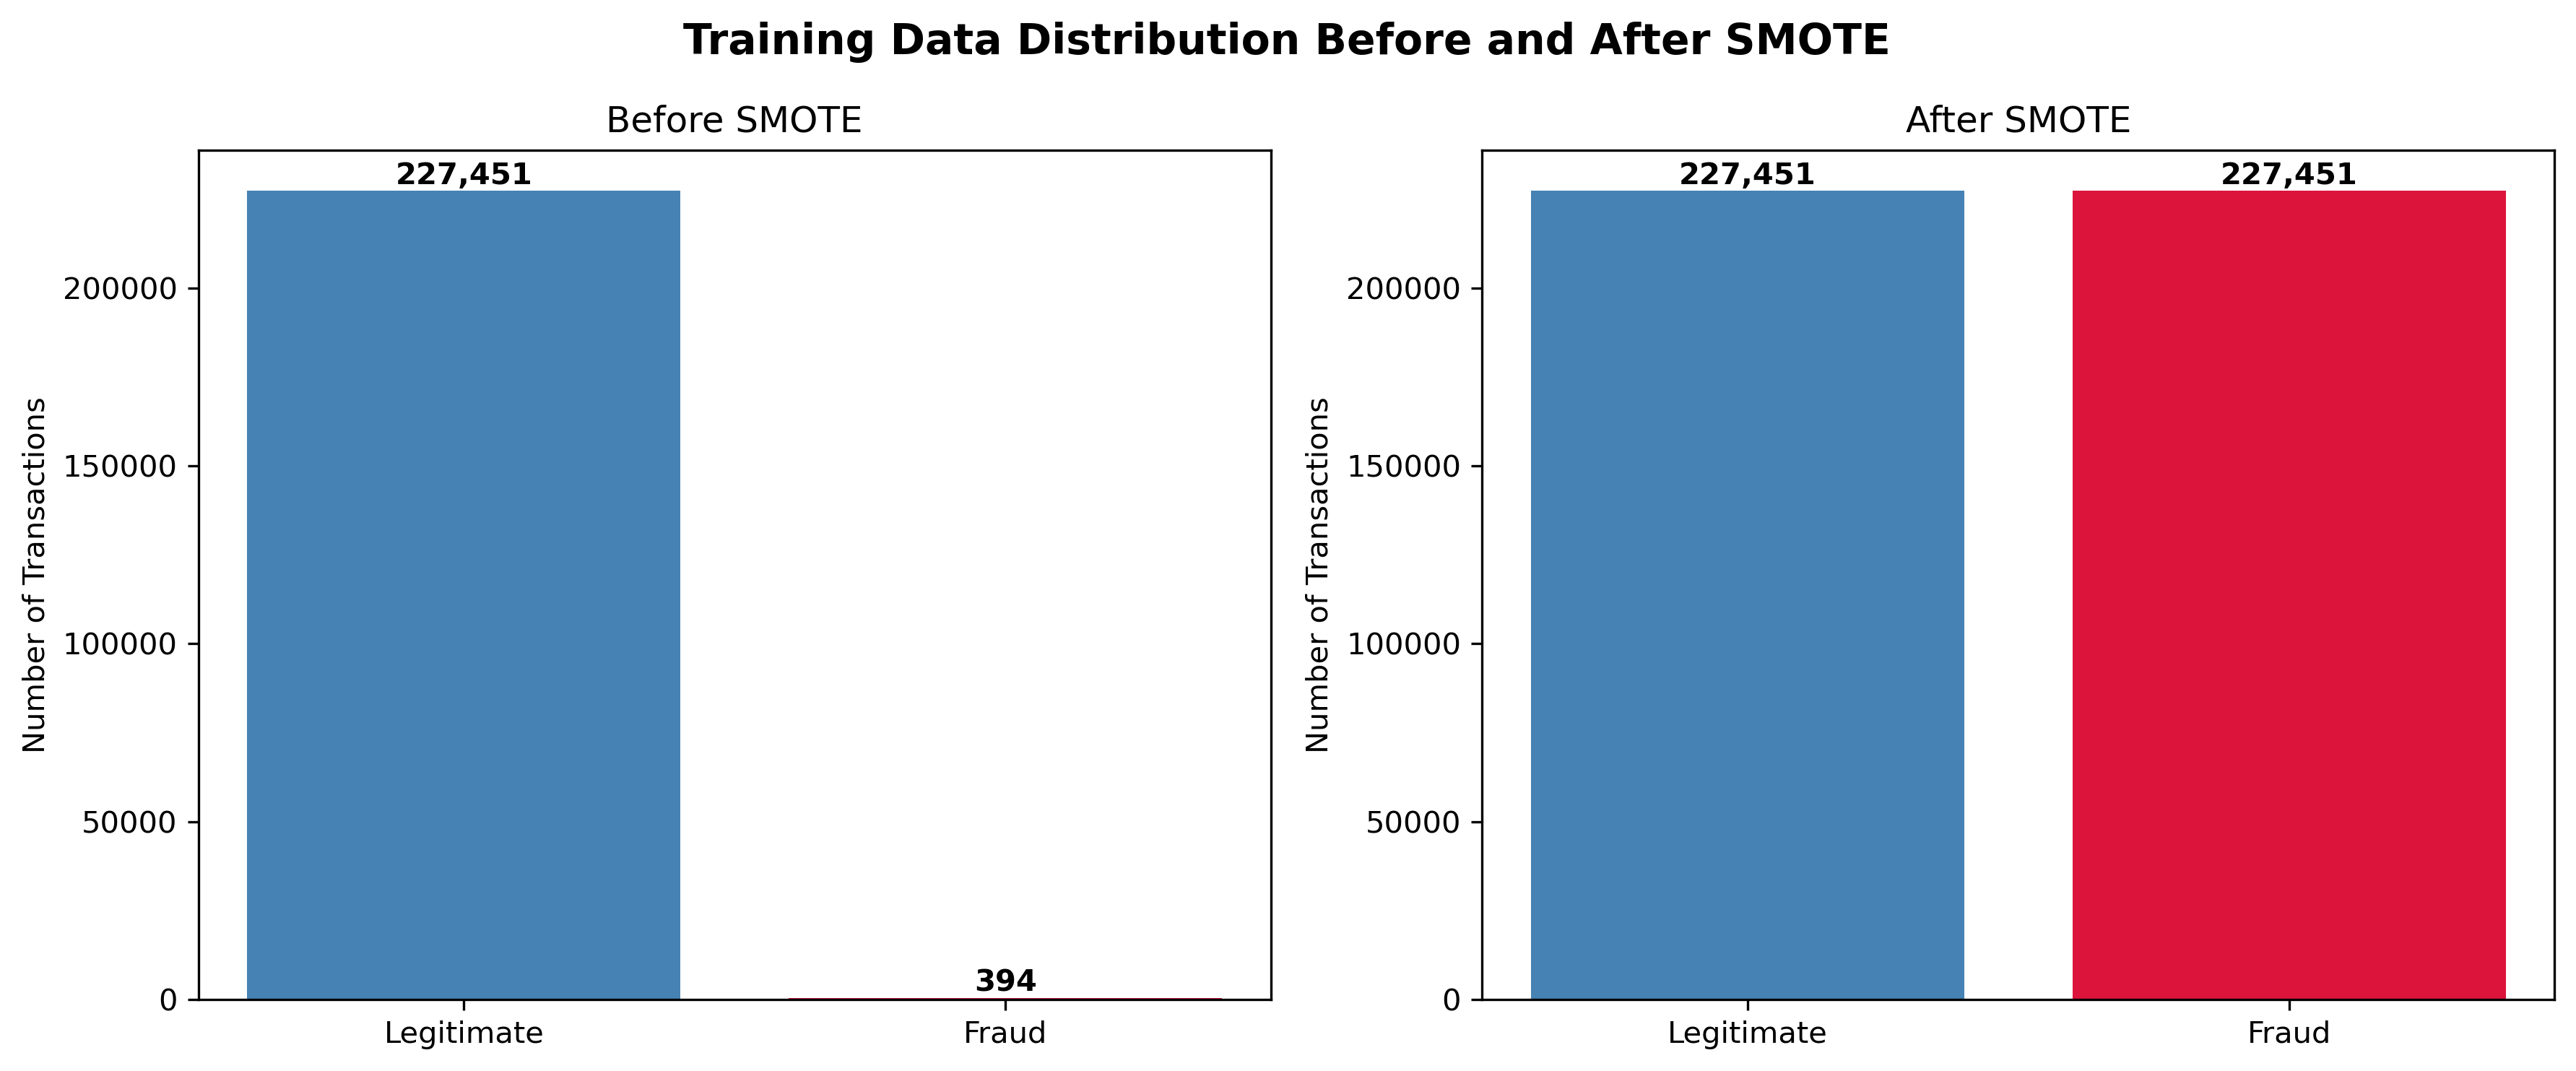 Training Data Distribution Before and After SMOTE
Before SMOTE
227,451
394
200000
150000
100000
50000
0
Number of Transactions
Legitimate
Fraud
After SMOTE
227,451
227,451
200000
150000
100000
50000
0
Number of Transactions
Legitimate
Fraud